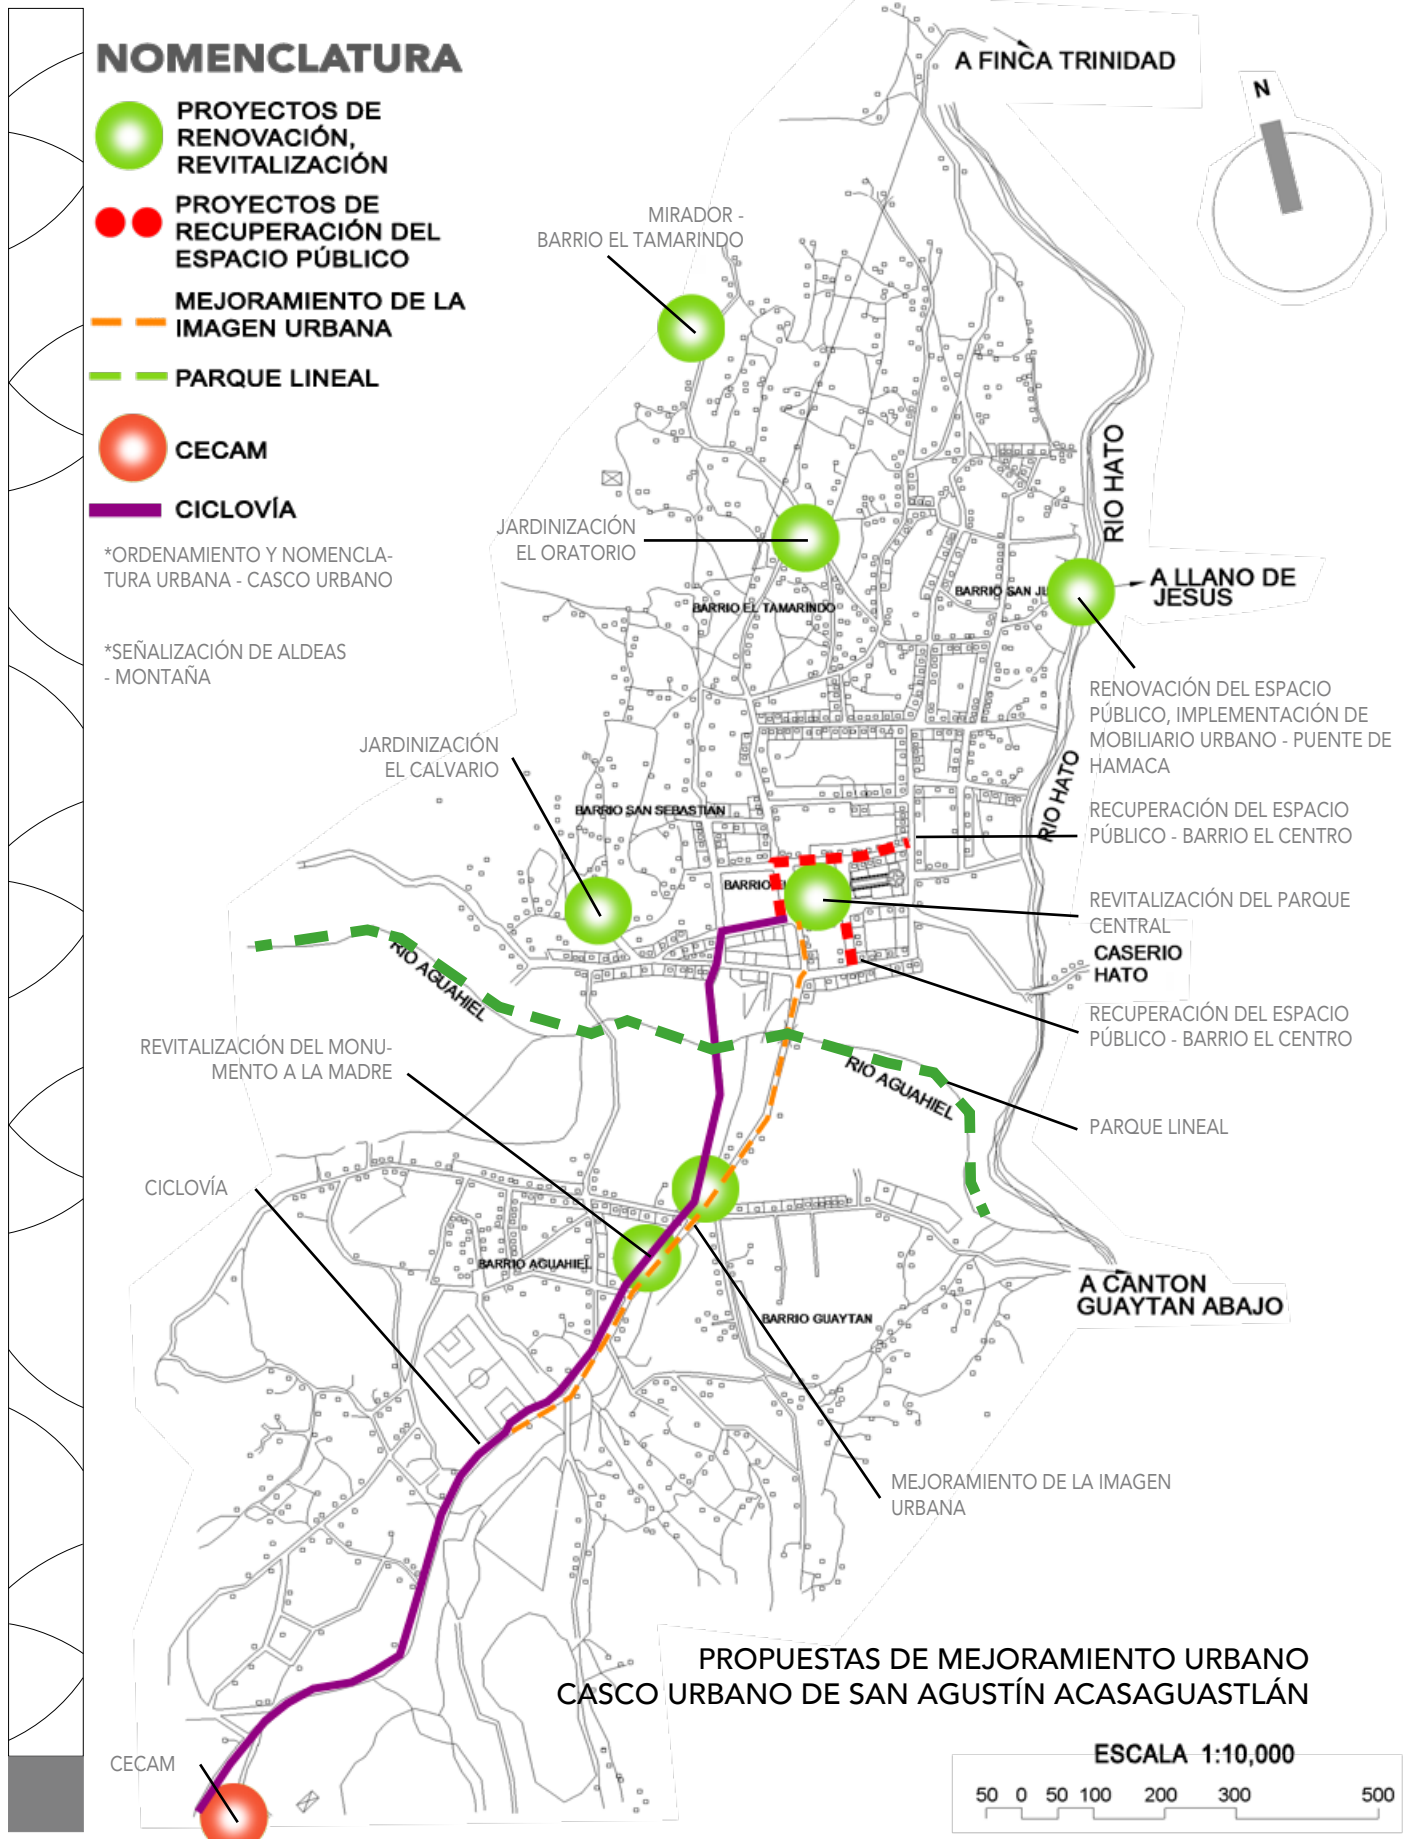 NOMENCLATURA
PROYECTOS DE
RENOVACIÓN,
REVITALIZACIÓN
PROYECTOS DE
RECUPERACIÓN DEL
ESPACIO PÚBLICO
MEJORAMIENTO DE LA
IMAGEN URBANA
PARQUE LINEAL
CECAM
CICLOVÍA
*ORDENAMIENTO Y NOMENCLA-
TURA URBANA - CASCO URBANO
*SEÑALIZACIÓN DE ALDEAS
- MONTAÑA
A FINCA TRINIDAD
N
MIRADOR -
BARRIO EL TAMARINDO
RIO HATO
JARDINIZACIÓN
EL ORATORIO
A LLANO DE
JESUS
BARRIO SAN JU
BARRIO EL TAMARINDO
RENOVACIÓN DEL ESPACIO
PÚBLICO, IMPLEMENTACIÓN DE
MOBILIARIO URBANO - PUENTE DE
HAMACA
JARDINIZACIÓN
EL CALVARIO
RIO HATO
BARRIO SAN SEBASTIAN
RECUPERACIÓN DEL ESPACIO
PÚBLICO - BARRIO EL CENTRO
BARRIO
REVITALIZACIÓN DEL PARQUE
CENTRAL
CASERIO
HATO
RIO AGUAHIEL
RECUPERACIÓN DEL ESPACIO
PÚBLICO - BARRIO EL CENTRO
REVITALIZACIÓN DEL MONU-
MENTO A LA MADRE
RIO AGUAHIEL
PARQUE LINEAL
CICLOVÍA
BARRIO AGUAHIEL
A CANTON
GUAYTAN ABAJO
BARRIO GUAYTAN
MEJORAMIENTO DE LA IMAGEN
URBANA
PROPUESTAS DE MEJORAMIENTO URBANO
CASCO URBANO DE SAN AGUSTÍN ACASAGUASTLÁN
CECAM
ESCALA 1:10,000
50 0 50 100 200 300 500